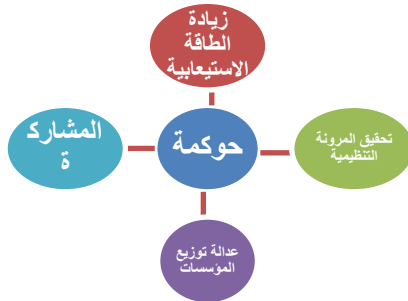 زيادة
الطاقة
الاستيعابية
المشارك
ة
حوكمة
تحقيق المرونة
التنظيمية
عدالة توزيع
المؤسسات